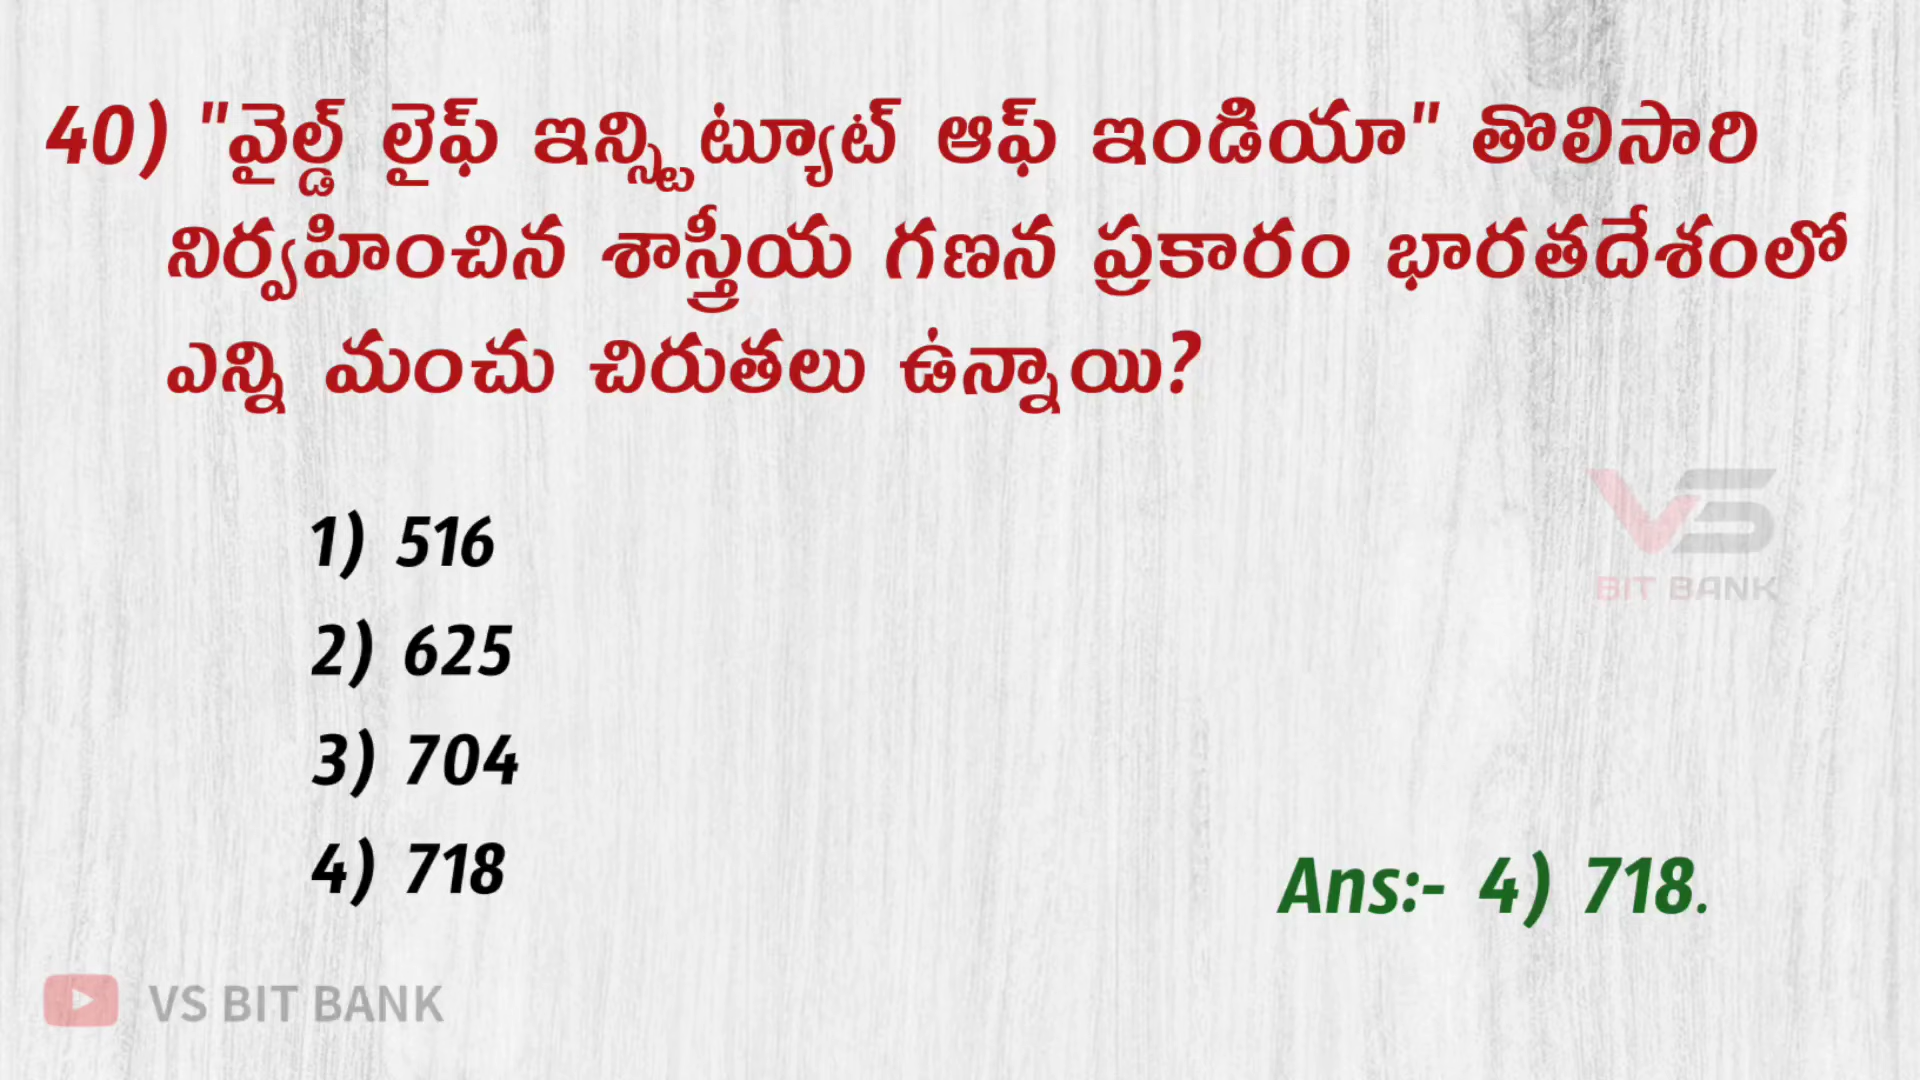 40) "వైల్డ్ లైఫ్ ఇన్స్టిట్యూట్ ఆఫ్ ఇండియా" తొలిసారి
నిర్వహించిన శాస్త్రీయ గణన ప్రకారం భారతదేశంలో
ఎన్ని మంచు చిరుతలు ఉన్నాయి?
1) 516
VS
BIT BANK
2) 625
3) 704
4) 718
Ans:- 4) 718.
VS BIT BANK